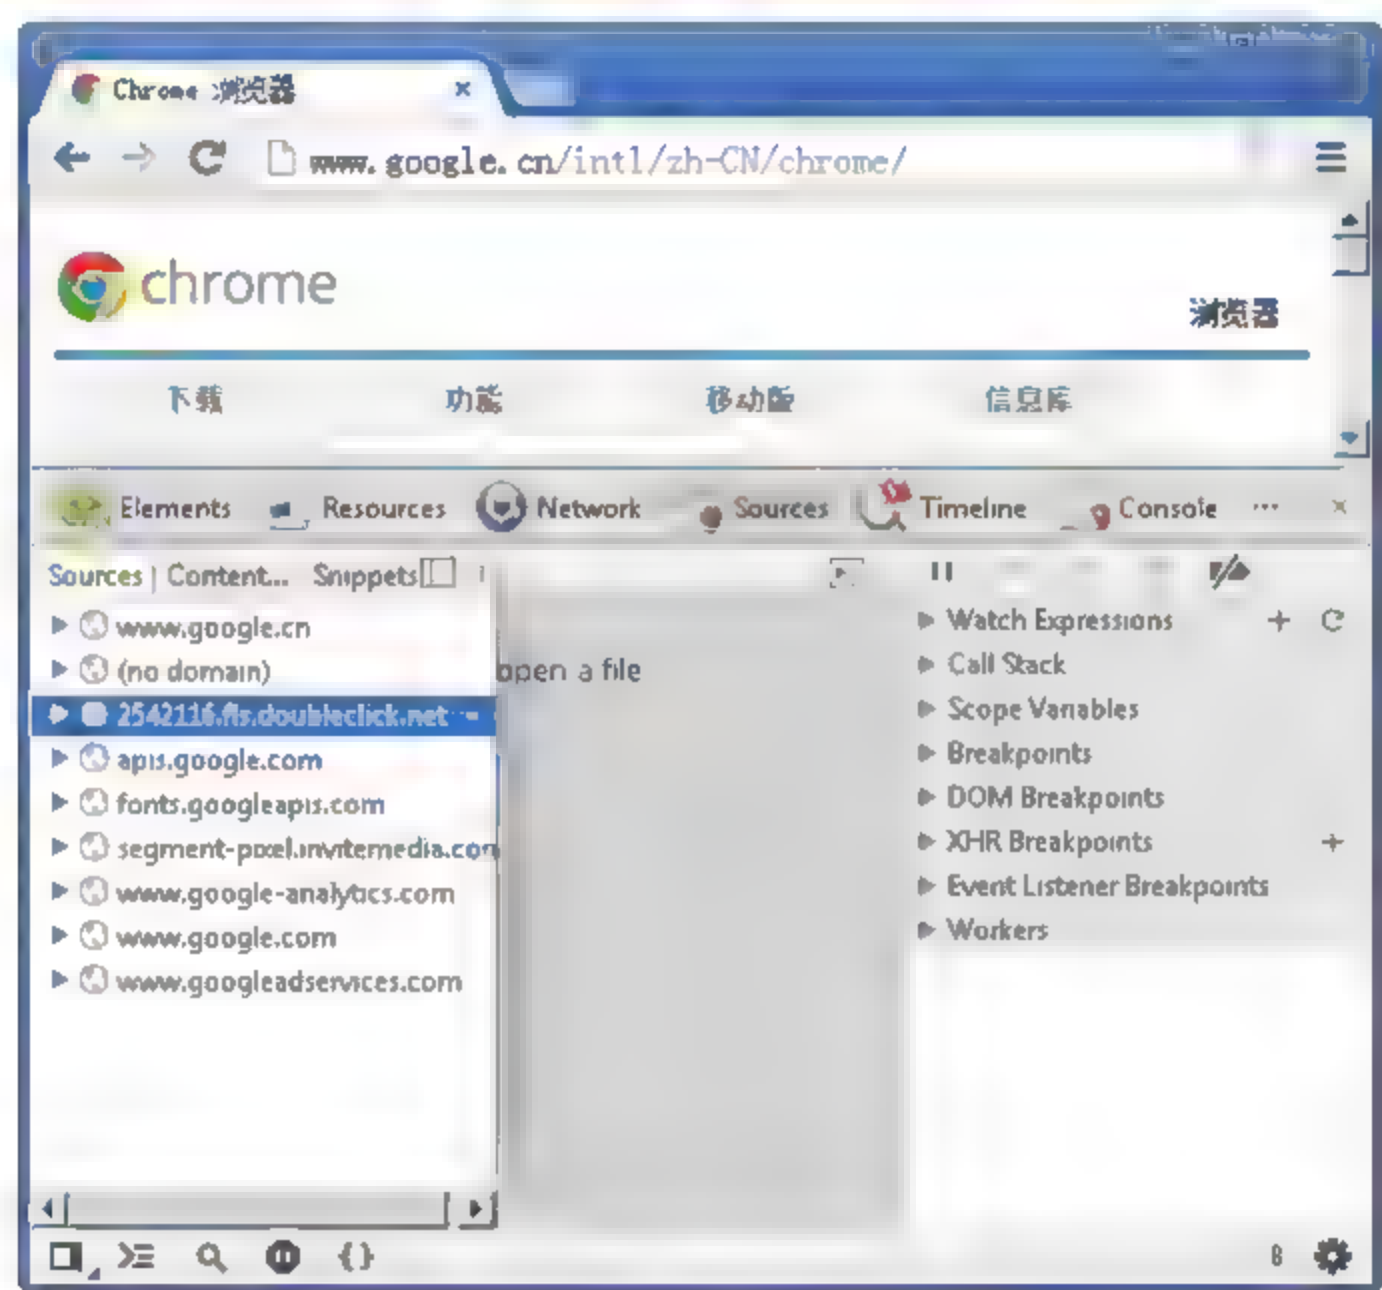 Chrome 浏览器
www.google.cn/intl/zh-CN/chrome/
chrome
浏览器
下载 功能 移动版 信息库
Elements Resources Network Sources Timeline Console ...
Sources Content... Snippets
www.google.cn
(no domain)
2542116.fls.doubleclick.net
apis.google.com
fonts.googleapis.com
segment-pixel.invitemedia.com
www.google-analytics.com
www.google.com
www.googleadservices.com
open a file
Watch Expressions
Call Stack
Scope Variables
Breakpoints
DOM Breakpoints
XHR Breakpoints
Event Listener Breakpoints
Workers